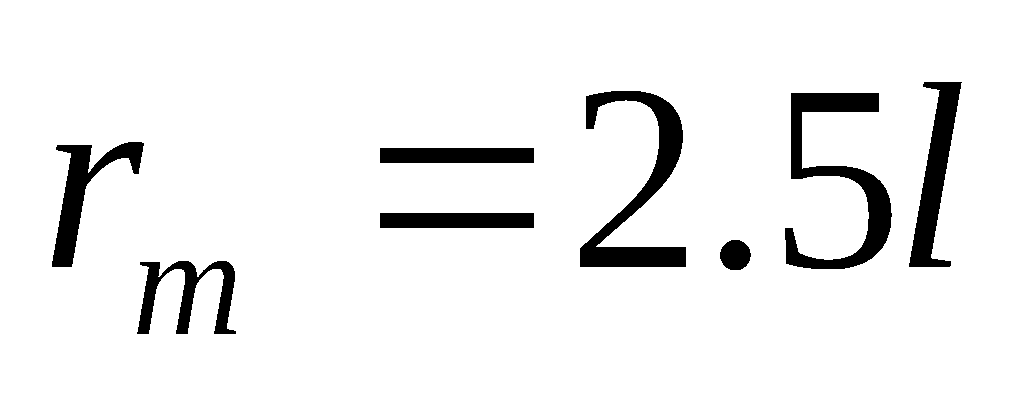 r_m = 2.5l